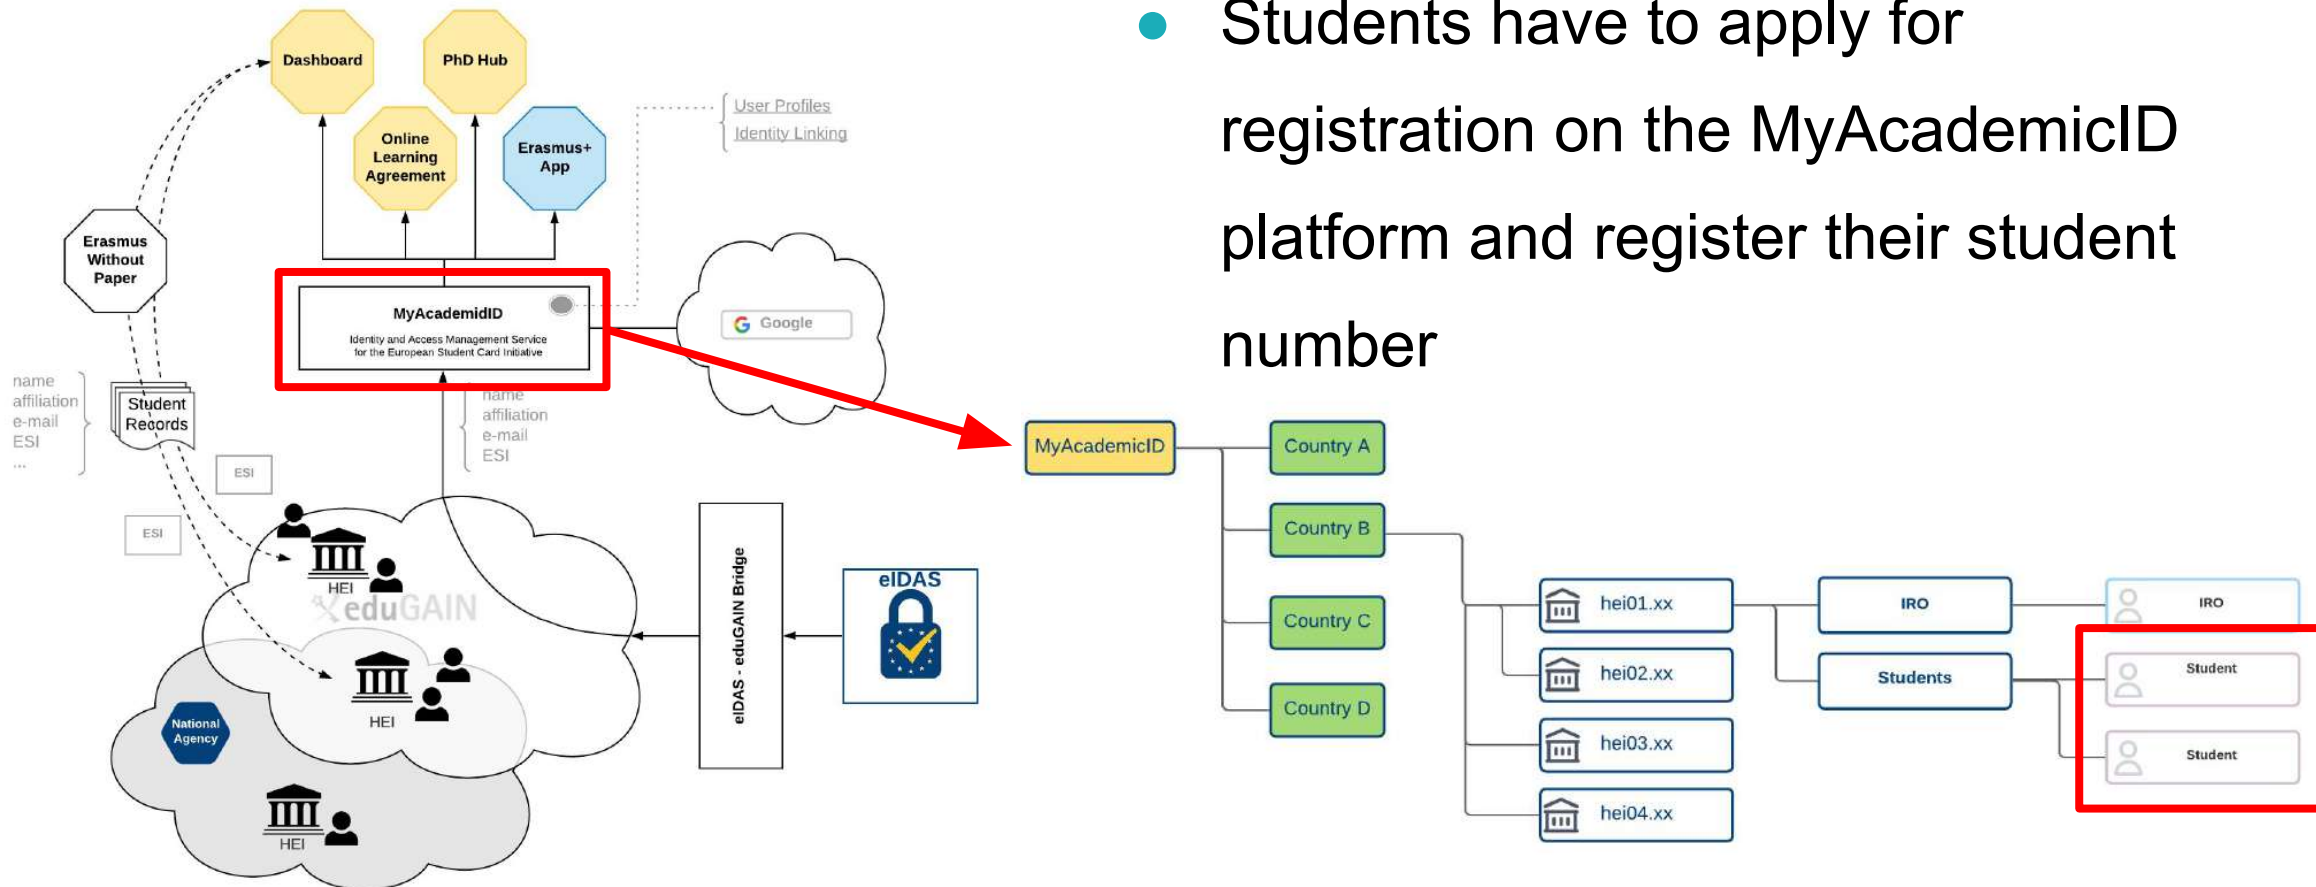 Students have to apply for
registration on the MyAcademicID
platform and register their student
number
Dashboard
PhD Hub
Online
Learning
Agreement
Erasmus+
App
User Profiles
Identity Linking
Erasmus
Without
Paper
MyAcademidID
Identity and Access Management Service
for the European Student Card Initiative
Google
name
affiliation
e-mail
ESI
...
Student
Records
name
affiliation
e-mail
ESI
ESI
ESI
HEI
eduGAIN
HEI
National
Agency
HEI
eIDAS - eduGAIN Bridge
eIDAS
MyAcademicID
Country A
Country B
Country C
Country D
hei01.xx
hei02.xx
hei03.xx
hei04.xx
IRO
Students
IRO
Student
Student